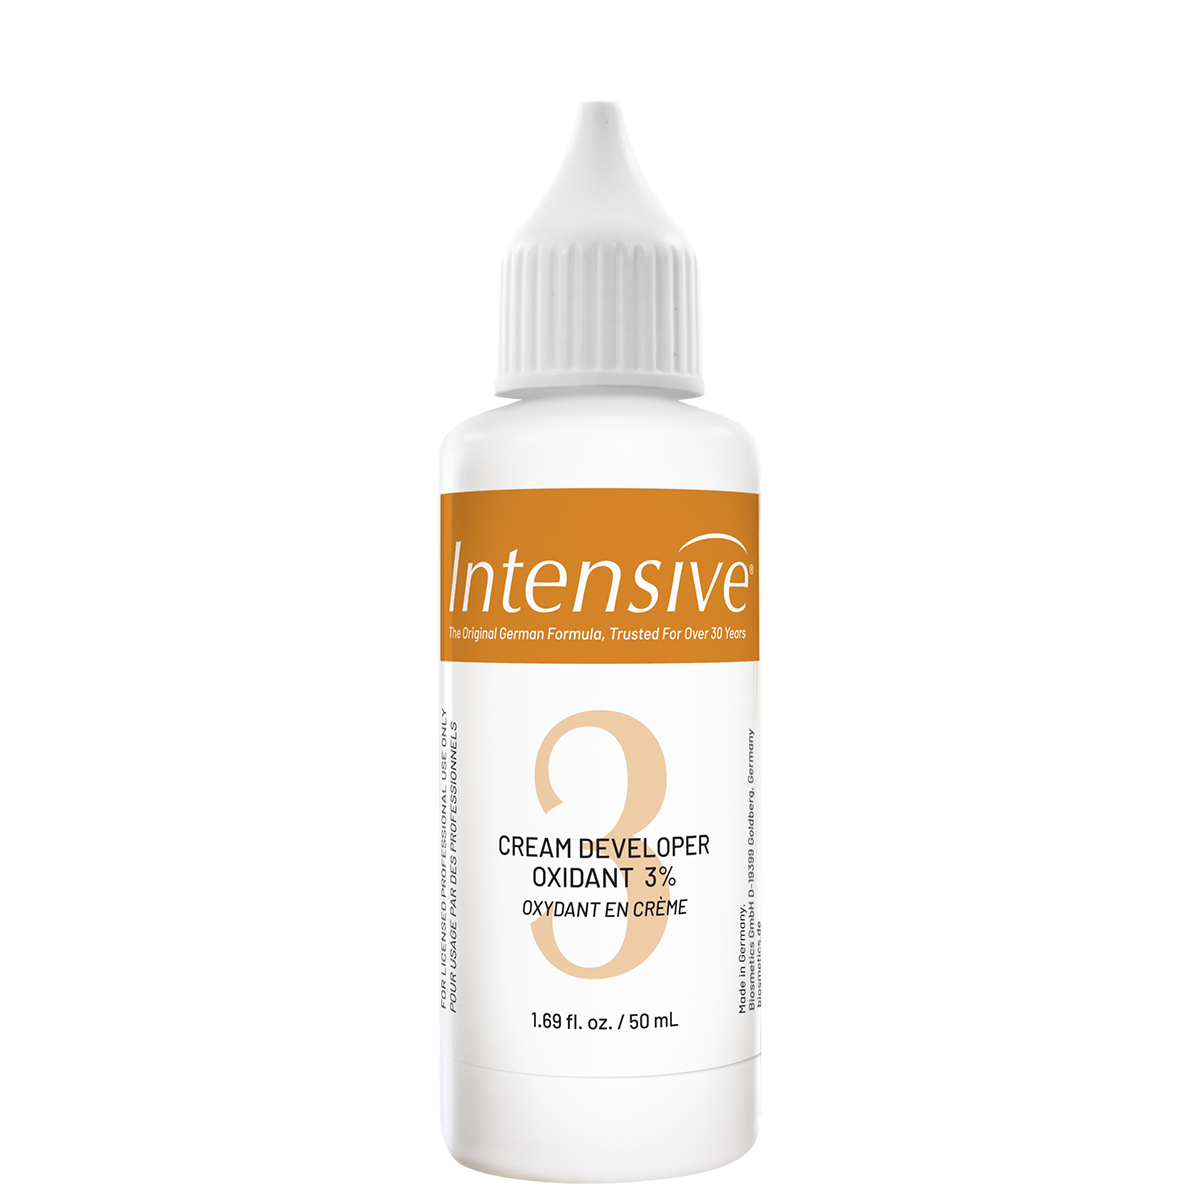 Intensive®
The Original German Formula, Trusted For Over 30 Years
3
CREAM DEVELOPER
OXIDANT 3%
OXYDANT EN CRÈME
1.69 fl. oz. / 50 mL
FOR LICENSED PROFESSIONAL USE ONLY
POUR USAGE PAR DES PROFESSIONNELS
Made in Germany.
Biosmetics GmbH D-19399 Goldberg, Germany
biosmetics.de